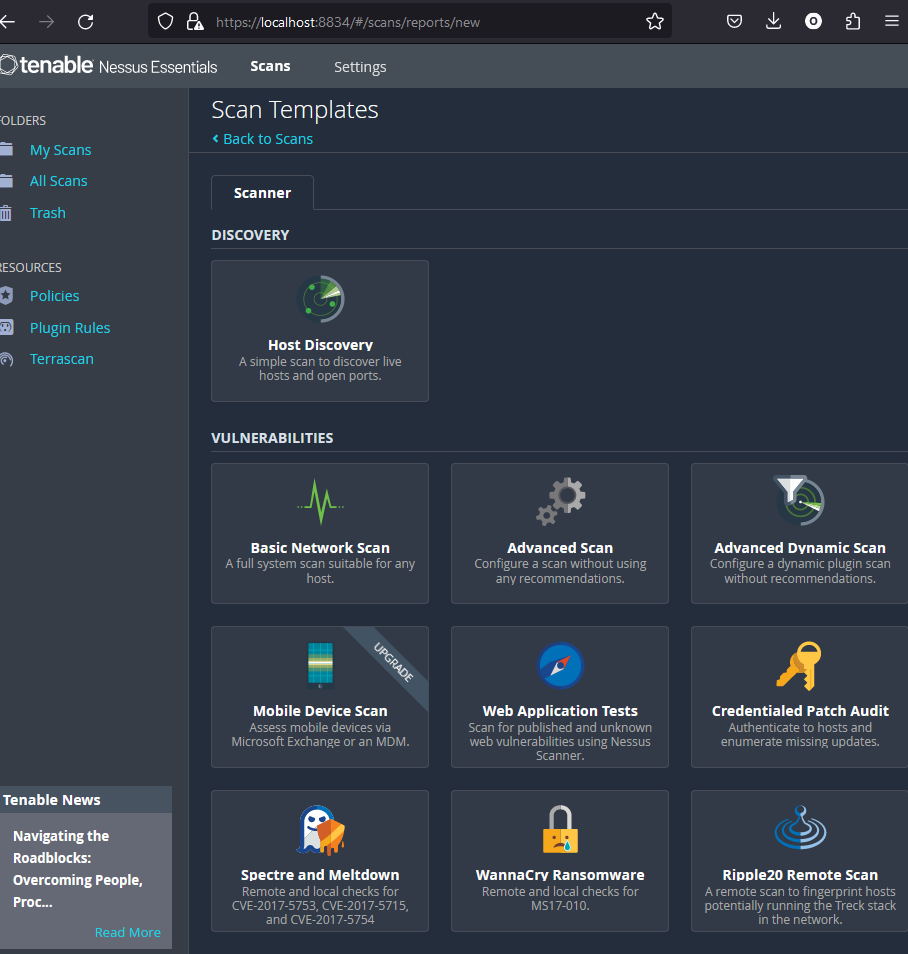 https://localhost:8834/#/scans/reports/new
tenable Nessus Essentials
Scans
Settings
OLDERS
My Scans
All Scans
Trash
ESOURCES
Policies
Plugin Rules
Terrascan
Tenable News
Navigating the
Roadblocks:
Overcoming People,
Proc...
Read More
Scan Templates
Back to Scans
Scanner
DISCOVERY
Host Discovery
A simple scan to discover live
hosts and open ports.
VULNERABILITIES
Basic Network Scan
A full system scan suitable for any
host.
Advanced Scan
Configure a scan without using
any recommendations.
Advanced Dynamic Scan
Configure a dynamic plugin scan
without recommendations.
UPGRADE
Mobile Device Scan
Assess mobile devices via
Microsoft Exchange or an MDM.
Web Application Tests
Scan for published and unknown
web vulnerabilities using Nessus
Scanner.
Credentialed Patch Audit
Authenticate to hosts and
enumerate missing updates.
Spectre and Meltdown
Remote and local checks for
CVE-2017-5753, CVE-2017-5715,
and CVE-2017-5754
WannaCry Ransomware
Remote and local checks for
MS17-010.
Ripple20 Remote Scan
A remote scan to fingerprint hosts
potentially running the Treck stack
in the network.